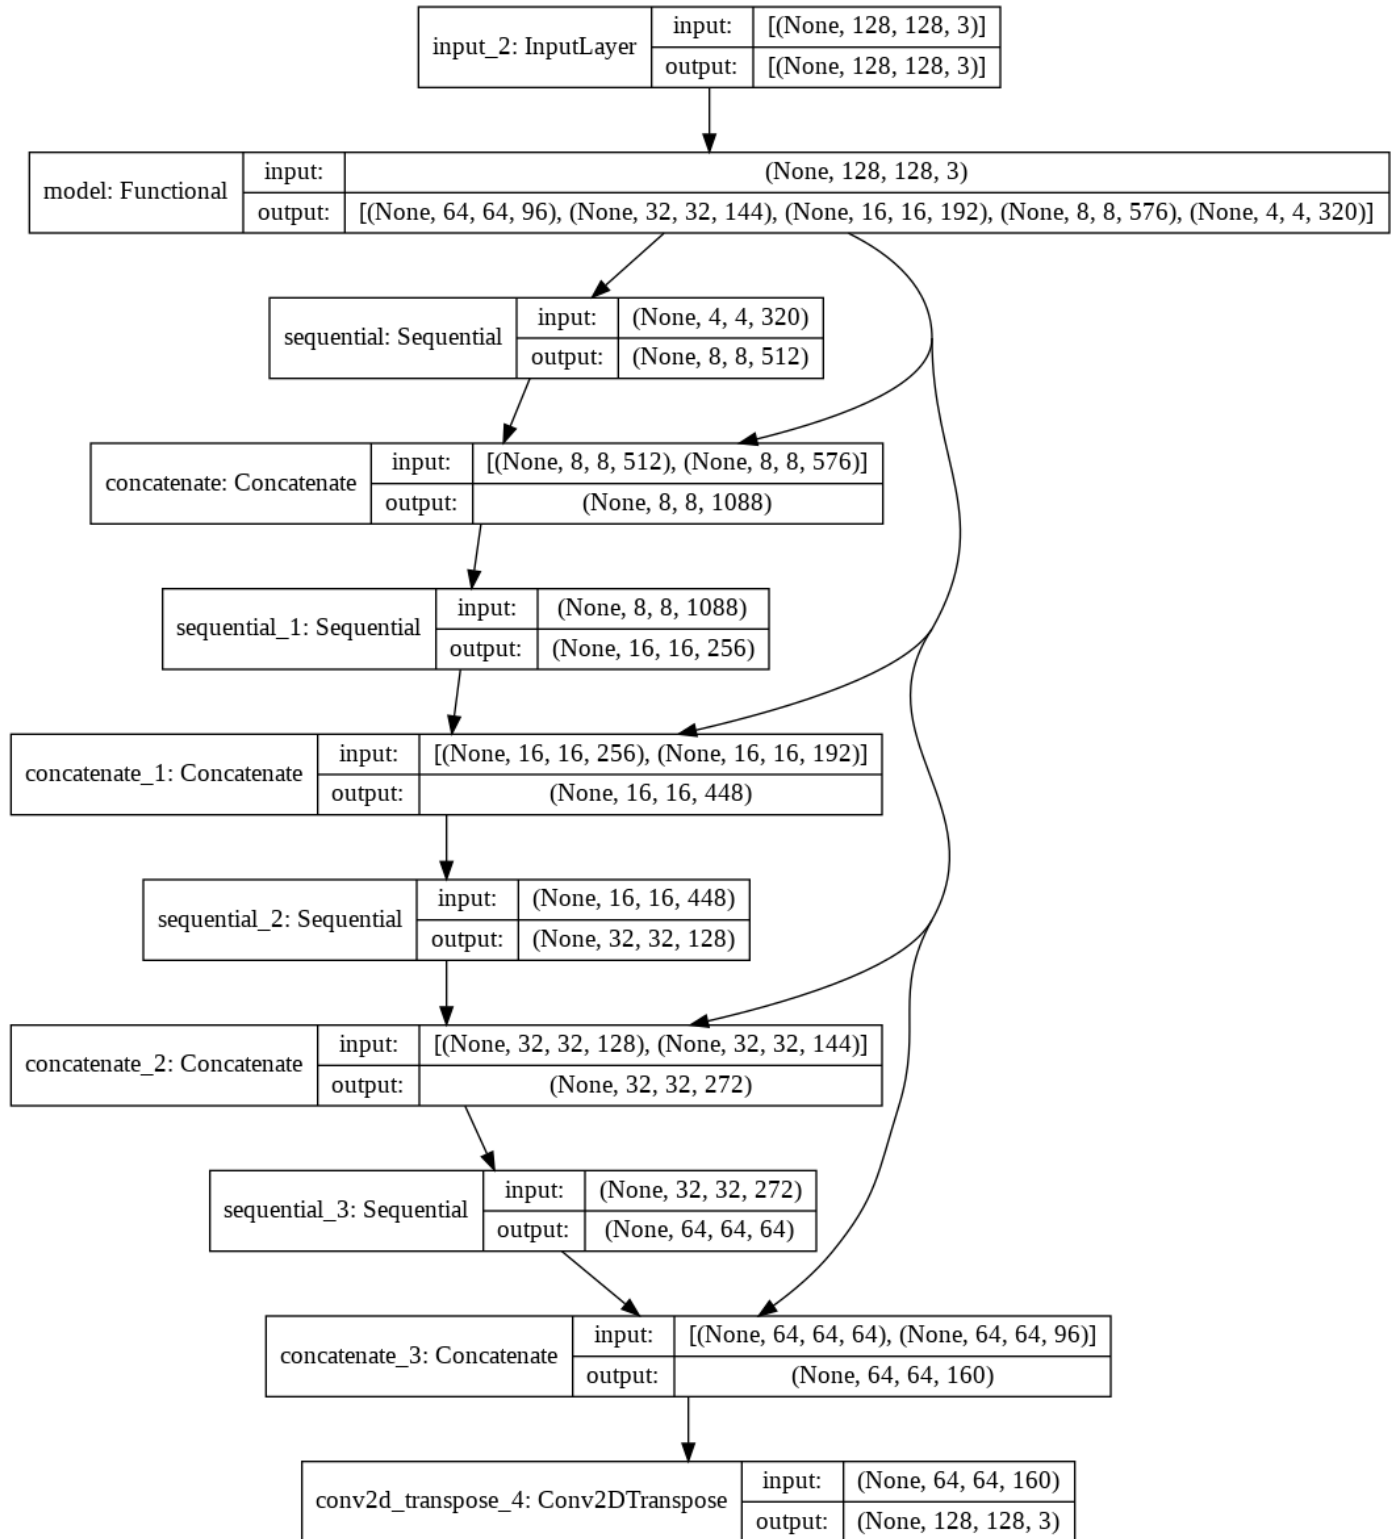 input_2: InputLayer
input: [(None, 128, 128, 3)]
output: [(None, 128, 128, 3)]
model: Functional
input: (None, 128, 128, 3)
output: [(None, 64, 64, 96), (None, 32, 32, 144), (None, 16, 16, 192), (None, 8, 8, 576), (None, 4, 4, 320)]
sequential: Sequential
input: (None, 4, 4, 320)
output: (None, 8, 8, 512)
concatenate: Concatenate
input: [(None, 8, 8, 512), (None, 8, 8, 576)]
output: (None, 8, 8, 1088)
sequential_1: Sequential
input: (None, 8, 8, 1088)
output: (None, 16, 16, 256)
concatenate_1: Concatenate
input: [(None, 16, 16, 256), (None, 16, 16, 192)]
output: (None, 16, 16, 448)
sequential_2: Sequential
input: (None, 16, 16, 448)
output: (None, 32, 32, 128)
concatenate_2: Concatenate
input: [(None, 32, 32, 128), (None, 32, 32, 144)]
output: (None, 32, 32, 272)
sequential_3: Sequential
input: (None, 32, 32, 272)
output: (None, 64, 64, 64)
concatenate_3: Concatenate
input: [(None, 64, 64, 64), (None, 64, 64, 96)]
output: (None, 64, 64, 160)
conv2d_transpose_4: Conv2DTranspose
input: (None, 64, 64, 160)
output: (None, 128, 128, 3)